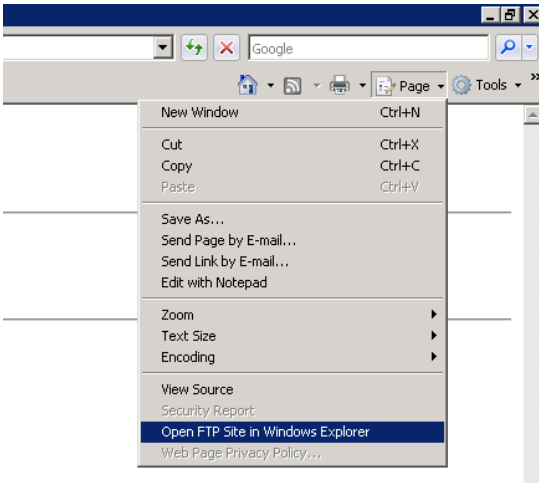 Google
Page
Tools
»
New Window Ctrl+N
Cut Ctrl+X
Copy Ctrl+C
Paste Ctrl+V
Save As...
Send Page by E-mail...
Send Link by E-mail...
Edit with Notepad
Zoom
Text Size
Encoding
View Source
Security Report
Open FTP Site in Windows Explorer
Web Page Privacy Policy...